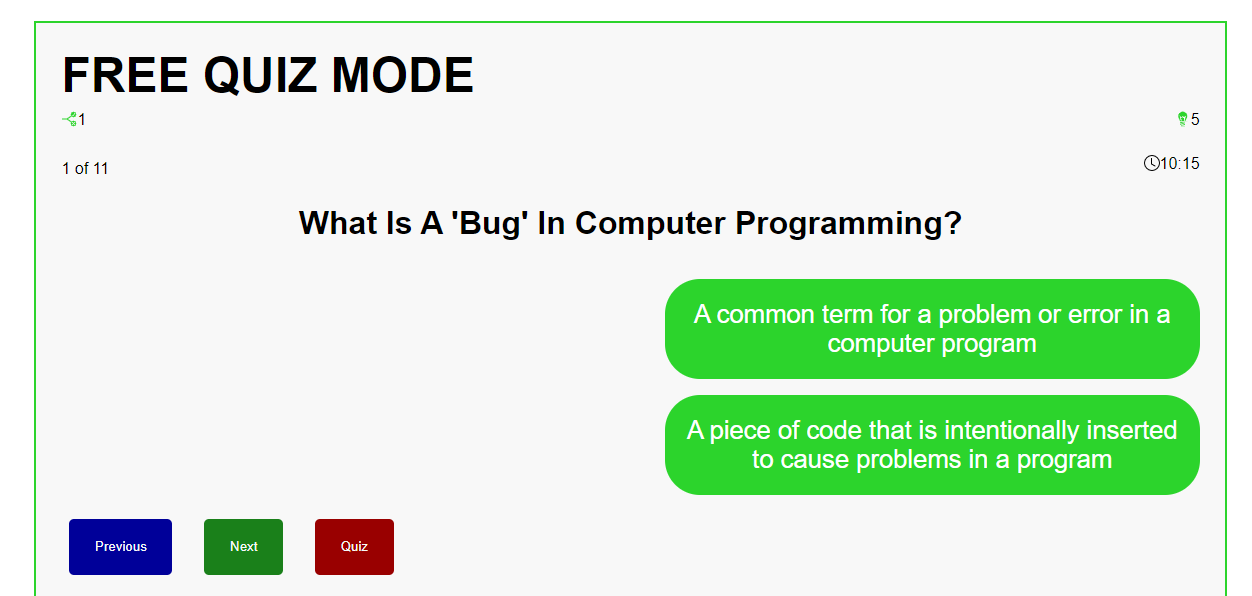 FREE QUIZ MODE
1
5
1 of 11
10:15
What Is A 'Bug' In Computer Programming?
A common term for a problem or error in a
computer program
A piece of code that is intentionally inserted
to cause problems in a program
Previous
Next
Quiz